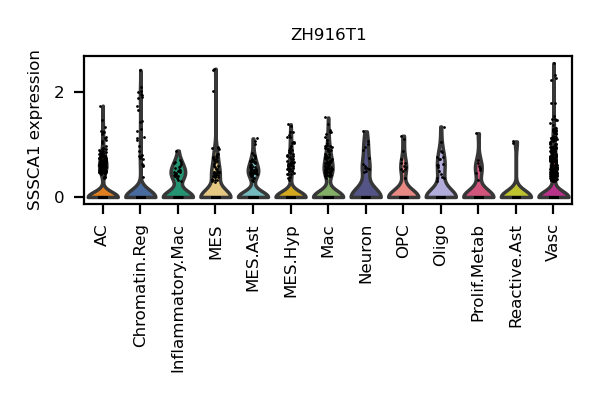 ZH916T1
SSSCA1 expression
2
0
AC
Chromatin.Reg
Inflammatory.Mac
MES
MES.Ast
MES.Hyp
Mac
Neuron
OPC
Oligo
Prolif.Metab
Reactive.Ast
Vasc